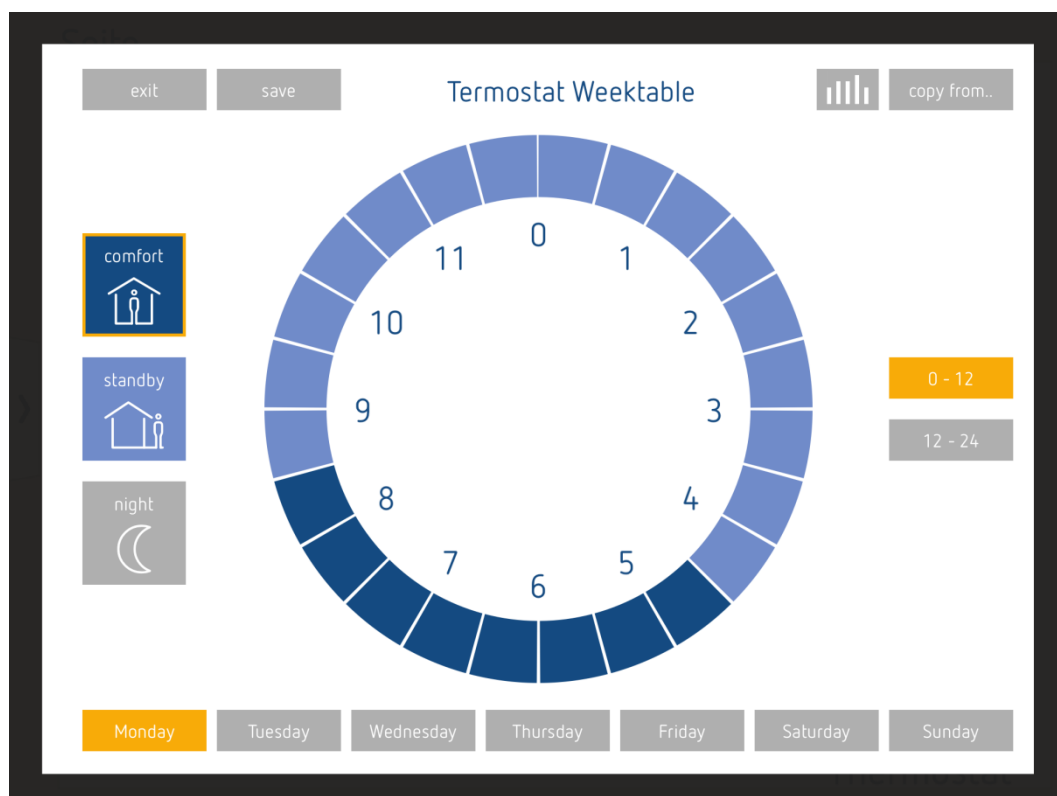 exit
save
Termostat Weektable
copy from..
0
1
2
3
4
5
6
7
8
9
10
11
comfort
standby
night
0 - 12
12 - 24
Monday
Tuesday
Wednesday
Thursday
Friday
Saturday
Sunday